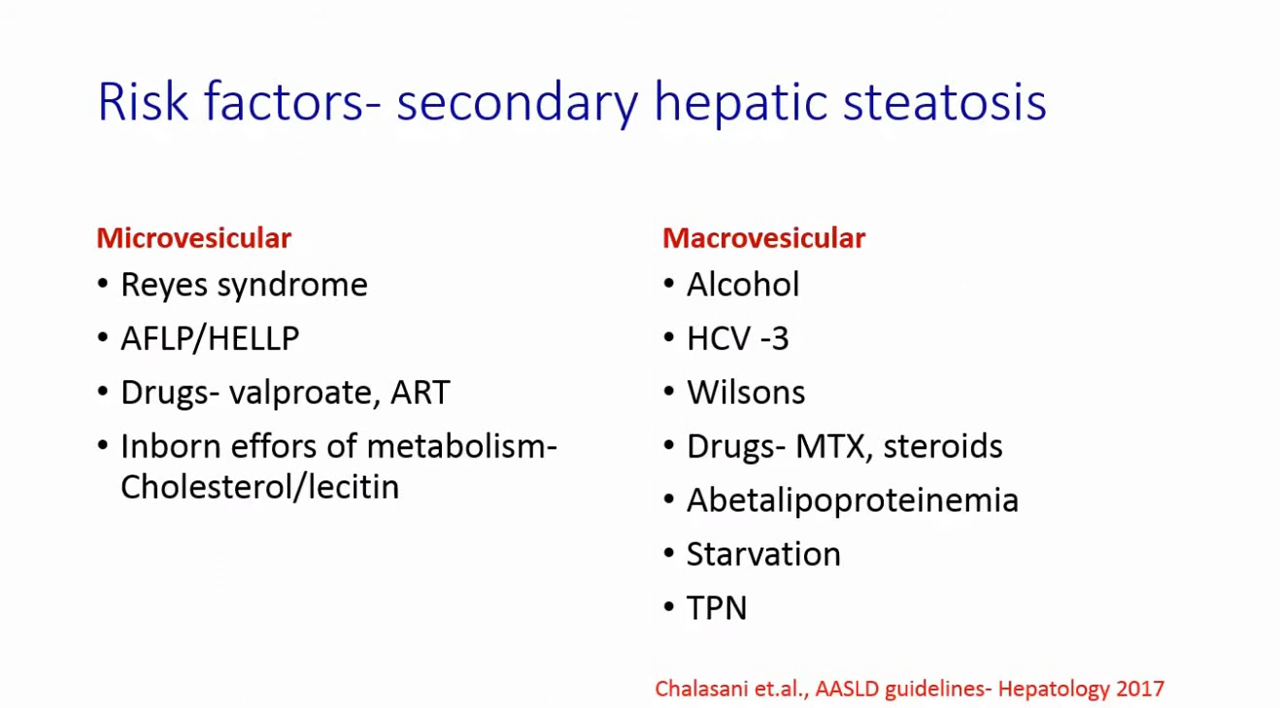 Risk factors- secondary hepatic steatosis
Microvesicular
• Reyes syndrome
• AFLP/HELLP
• Drugs- valproate, ART
• Inborn effors of metabolism-
Cholesterol/lecitin
Macrovesicular
• Alcohol
• HCV -3
• Wilsons
• Drugs- MTX, steroids
• Abetalipoproteinemia
• Starvation
• TPN
Chalasani et.al., AASLD guidelines- Hepatology 2017